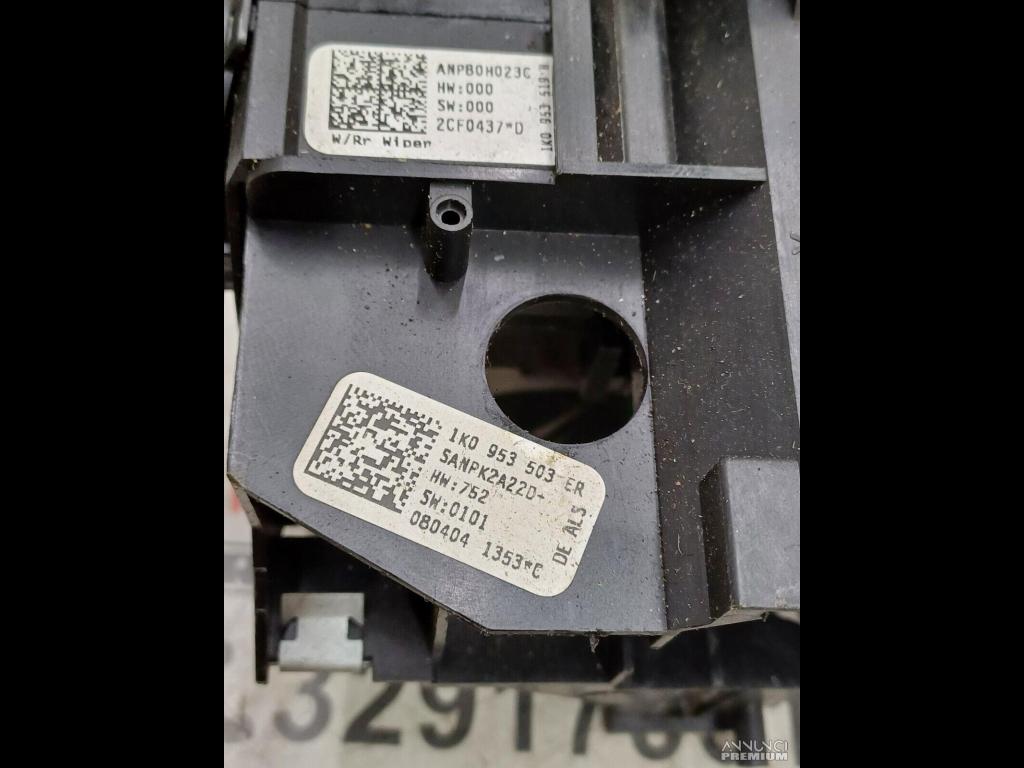 ANPB0H023C
HW:000
SW:000
2CF0437*D
W/Rr Wiper
1K0 953 519 H
1K0 953 503 ER
SANPK2A22D-
HW:752
SW:0101
080404 1353*C
DE ALS
ANNUNCI
PREMIUM